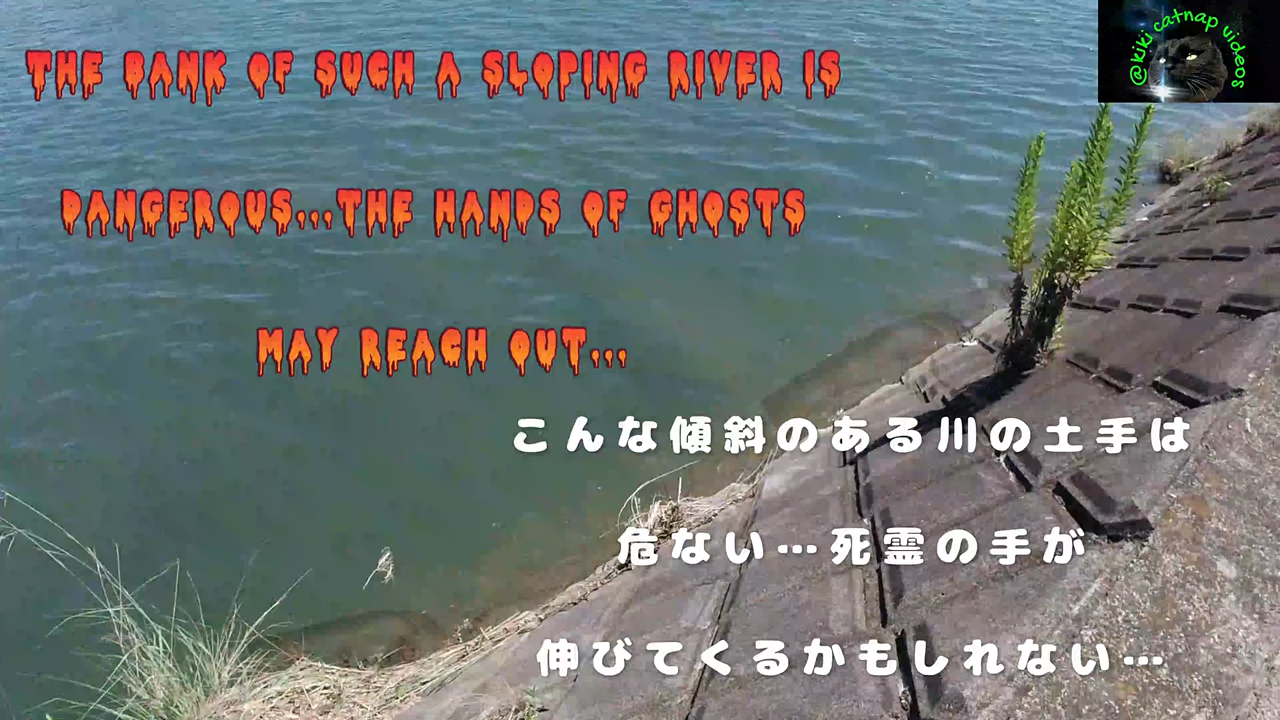 @kiki catnap videos
THE BANK OF SUCH A SLOPING RIVER IS
DANGEROUS...THE HANDS OF GHOSTS
MAY REACH OUT...
こんな傾斜のある川の土手は
危ない…死霊の手が
伸びてくるかもしれない…